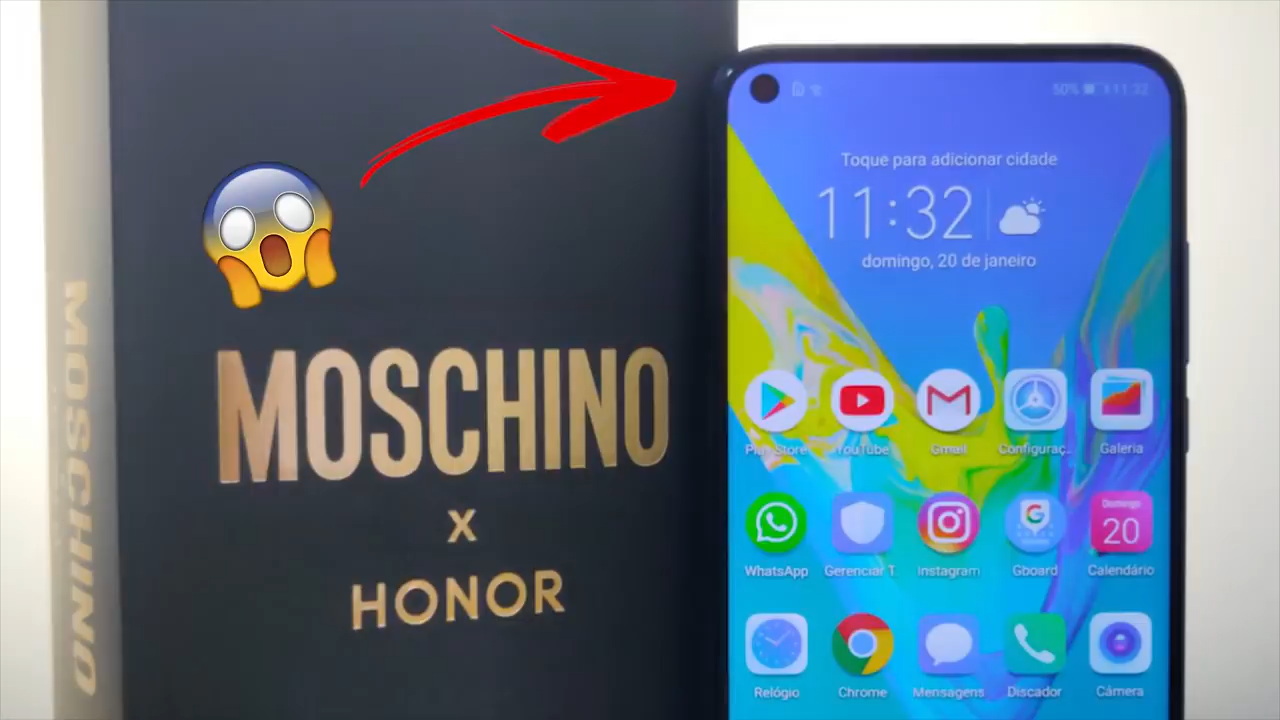 MOSCHINO
MOSCHINO
x
HONOR
50% 11:32
Toque para adicionar cidade
11:32
domingo, 20 de janeiro
Play Store YouTube Gmail Configuraç... Galeria
Domingo
20
WhatsApp Gerenciar T Instagram Gboard Calendário
Relógio Chrome Mensagens Discador Câmera